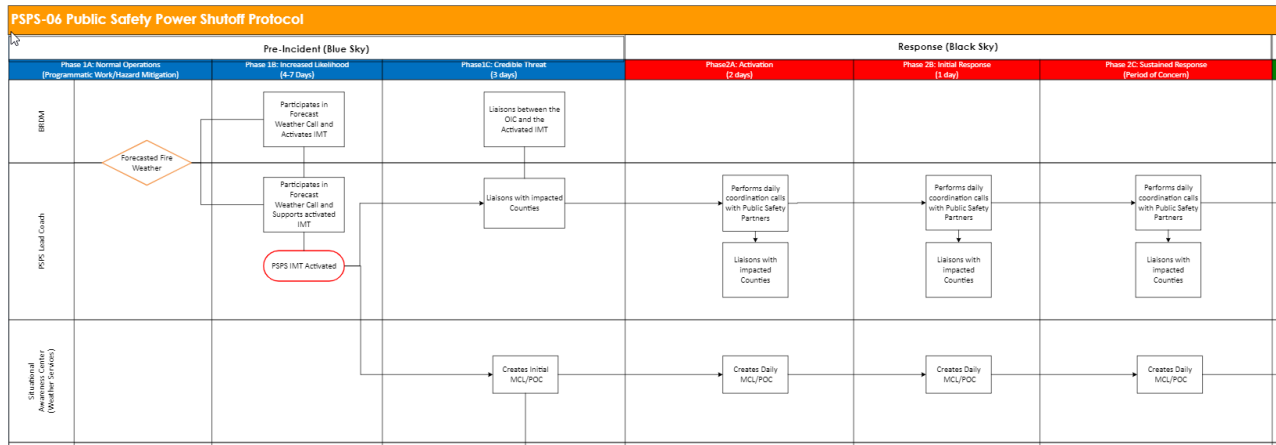 PSPS-06 Public Safety Power Shutoff Protocol
Pre-Incident (Blue Sky)
Response (Black Sky)
Phase 1A: Normal Operations
(Programmatic Work/Hazard Mitigation)
Phase 1B: Increased Likelihood
(4-7 Days)
Phase1C: Credible Threat
(3 days)
Phase2A: Activation
(2 days)
Phase 2B: Initial Response
(1 day)
Phase 2C: Sustained Response
(Period of Concern)
BRDM
Participates in
Forecast
Weather Call and
Activates IMT
Liaisons between the
OIC and the
Activated IMT
Forecasted Fire
Weather
PSPS Lead Coach
Participates in
Forecast
Weather Call and
Supports activated
IMT
Liaisons with impacted
Counties
Performs daily
coordination calls
with Public Safety
Partners
Performs daily
coordination calls
with Public Safety
Partners
Performs daily
coordination calls
with Public Safety
Partners
PSPS IMT Activated
Liaisons with
impacted
Counties
Liaisons with
impacted
Counties
Liaisons with
impacted
Counties
Situational
Awareness Center
(Weather Services)
Creates Initial
MCL/POC
Creates Daily
MCL/POC
Creates Daily
MCL/POC
Creates Daily
MCL/POC